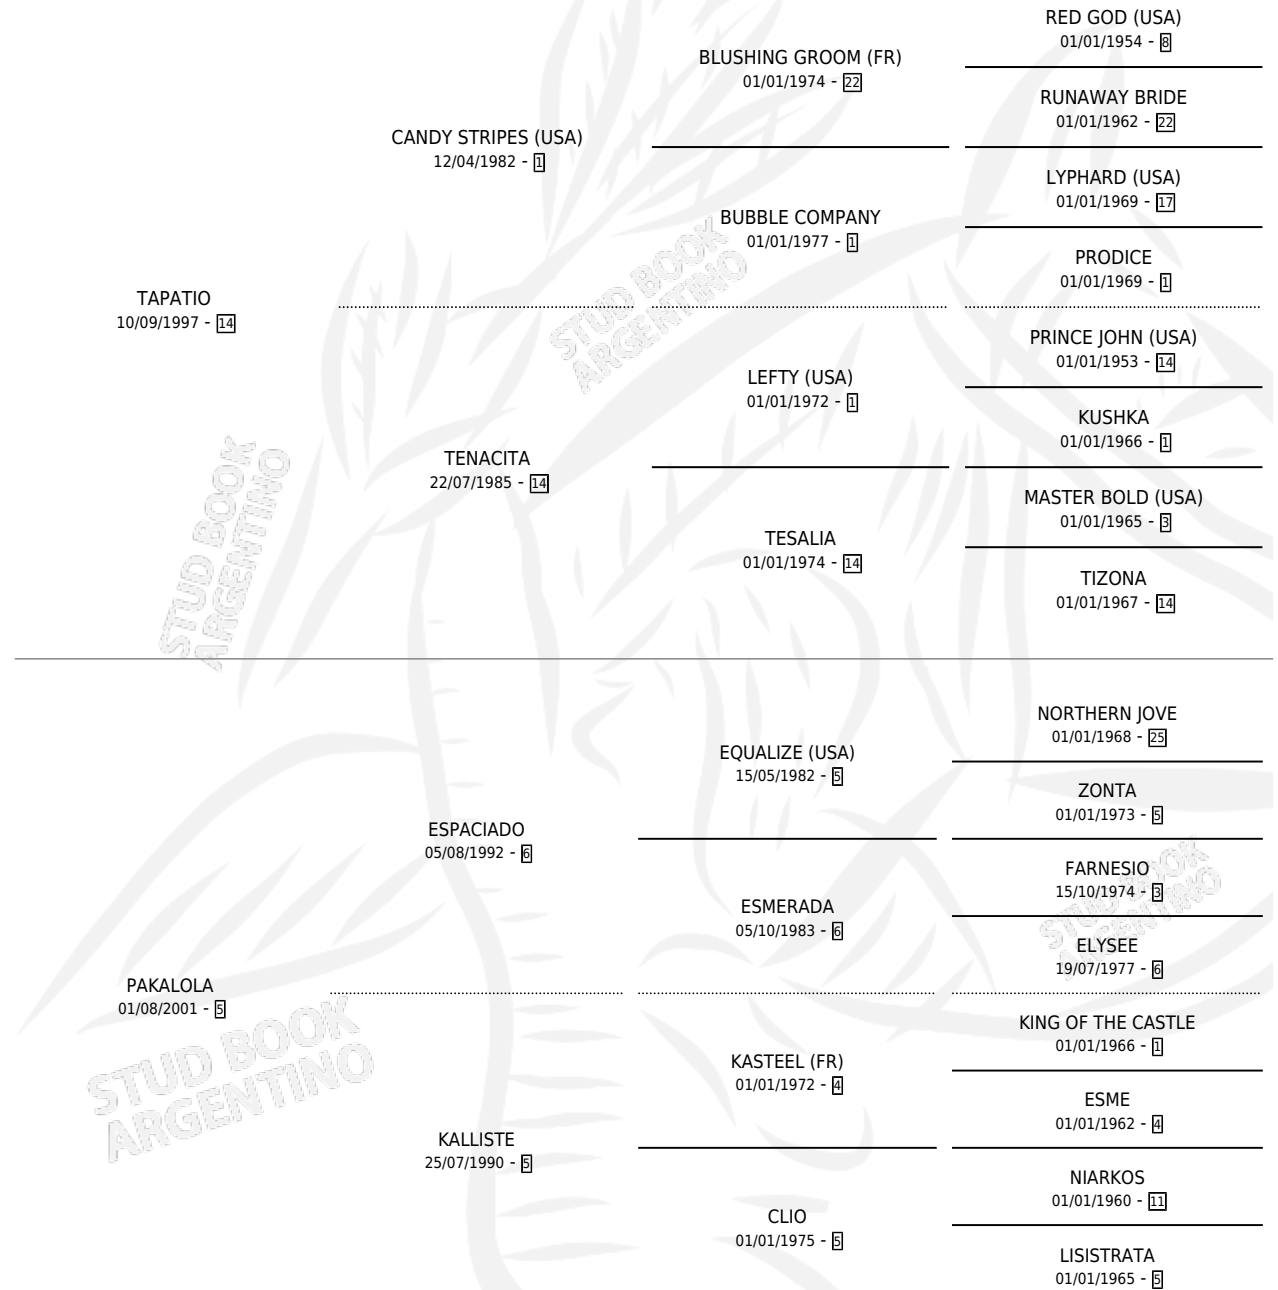 RED GOD (USA)
01/01/1954 - 8
BLUSHING GROOM (FR)
01/01/1974 - 22
RUNAWAY BRIDE
01/01/1962 - 22
CANDY STRIPES (USA)
12/04/1982 - 1
LYPHARD (USA)
01/01/1969 - 17
BUBBLE COMPANY
01/01/1977 - 1
PRODICE
01/01/1969 - 1
TAPATIO
10/09/1997 - 14
PRINCE JOHN (USA)
01/01/1953 - 14
LEFTY (USA)
01/01/1972 - 1
KUSHKA
01/01/1966 - 1
TENACITA
22/07/1985 - 14
MASTER BOLD (USA)
01/01/1965 - 3
TESALIA
01/01/1974 - 14
TIZONA
01/01/1967 - 14
STUD BOOK
ARGENTINO
STUD BOOK
ARGENTINO
NORTHERN JOVE
01/01/1968 - 25
EQUALIZE (USA)
15/05/1982 - 5
ZONTA
01/01/1973 - 5
ESPACIADO
05/08/1992 - 6
FARNESIO
15/10/1974 - 3
ESMERADA
05/10/1983 - 6
ELYSEE
19/07/1977 - 6
PAKALOLA
01/08/2001 - 5
KING OF THE CASTLE
01/01/1966 - 1
KASTEEL (FR)
01/01/1972 - 4
ESME
01/01/1962 - 4
KALLISTE
25/07/1990 - 5
NIARKOS
01/01/1960 - 11
CLIO
01/01/1975 - 5
LISISTRATA
01/01/1965 - 5
STUD BOOK
ARGENTINO
STUD BOOK
ARGENTINO